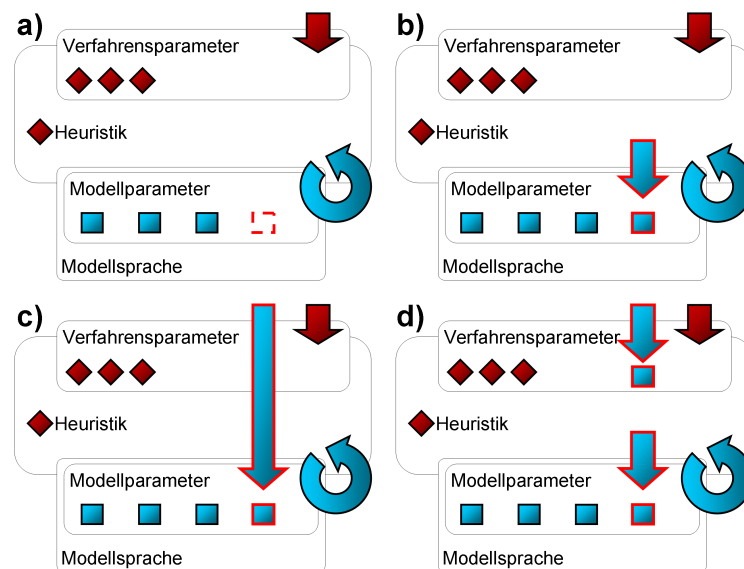 a)
Verfahrensparameter
Heuristik
Modellparameter
Modellsprache
b)
Verfahrensparameter
Heuristik
Modellparameter
Modellsprache
c)
Verfahrensparameter
Heuristik
Modellparameter
Modellsprache
d)
Verfahrensparameter
Heuristik
Modellparameter
Modellsprache